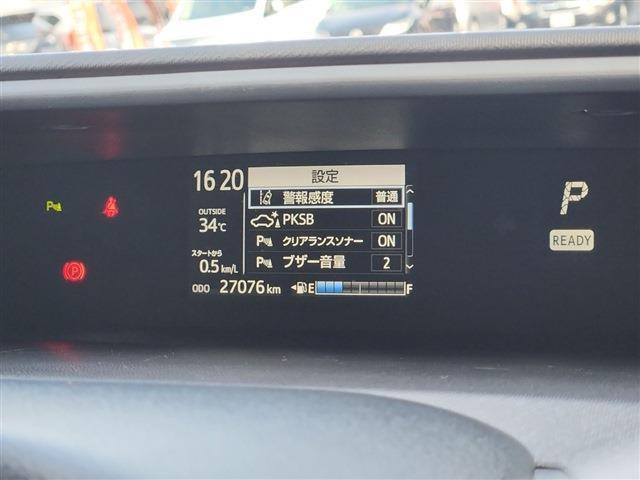 16 20
設定
警報感度 普通
OUTSIDE
34℃
PKSB ON
クリアランスソナー ON
スタートから
0.5 km/L
ブザー音量 2
ODO 27076 km
E F
P
READY
P